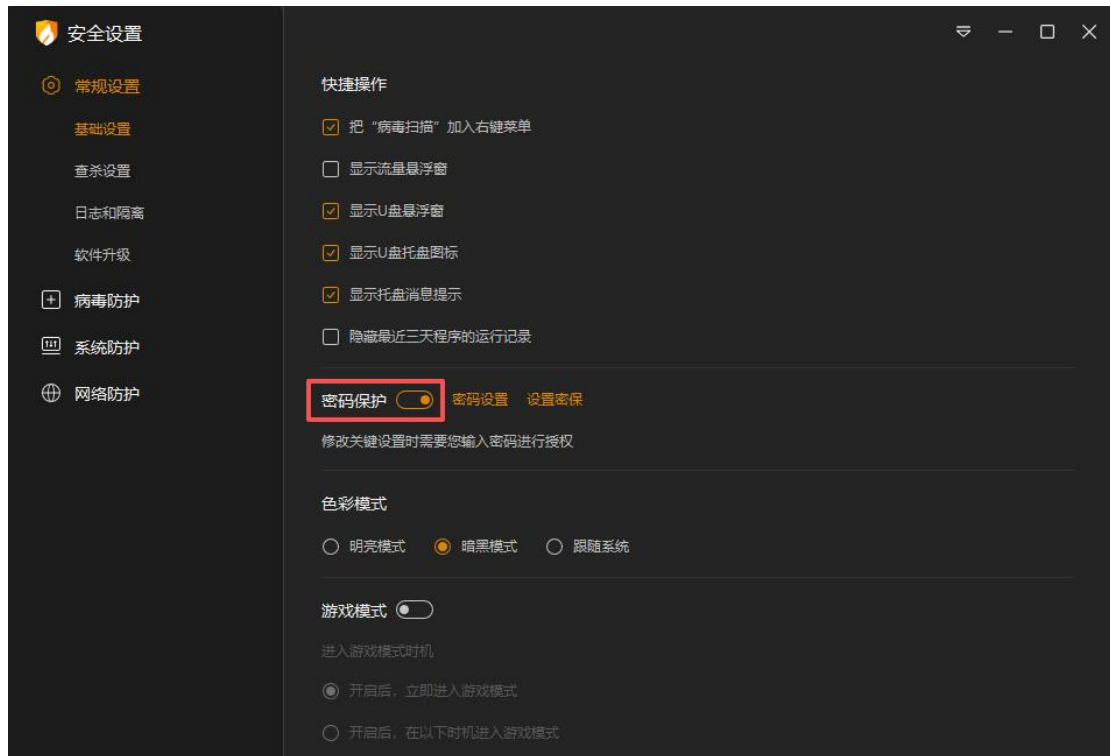 安全设置
常规设置
基础设置
查杀设置
日志和隔离
软件升级
病毒防护
系统防护
网络防护
快捷操作
把“病毒扫描”加入右键菜单
显示流量悬浮窗
显示U盘悬浮窗
显示U盘托盘图标
显示托盘消息提示
隐藏最近三天程序的运行记录
密码保护 密码设置 设置密保
修改关键设置时需要您输入密码进行授权
色彩模式
明亮模式 暗黑模式 跟随系统
游戏模式
进入游戏模式时机
开启后，立即进入游戏模式
开启后，在以下时机进入游戏模式